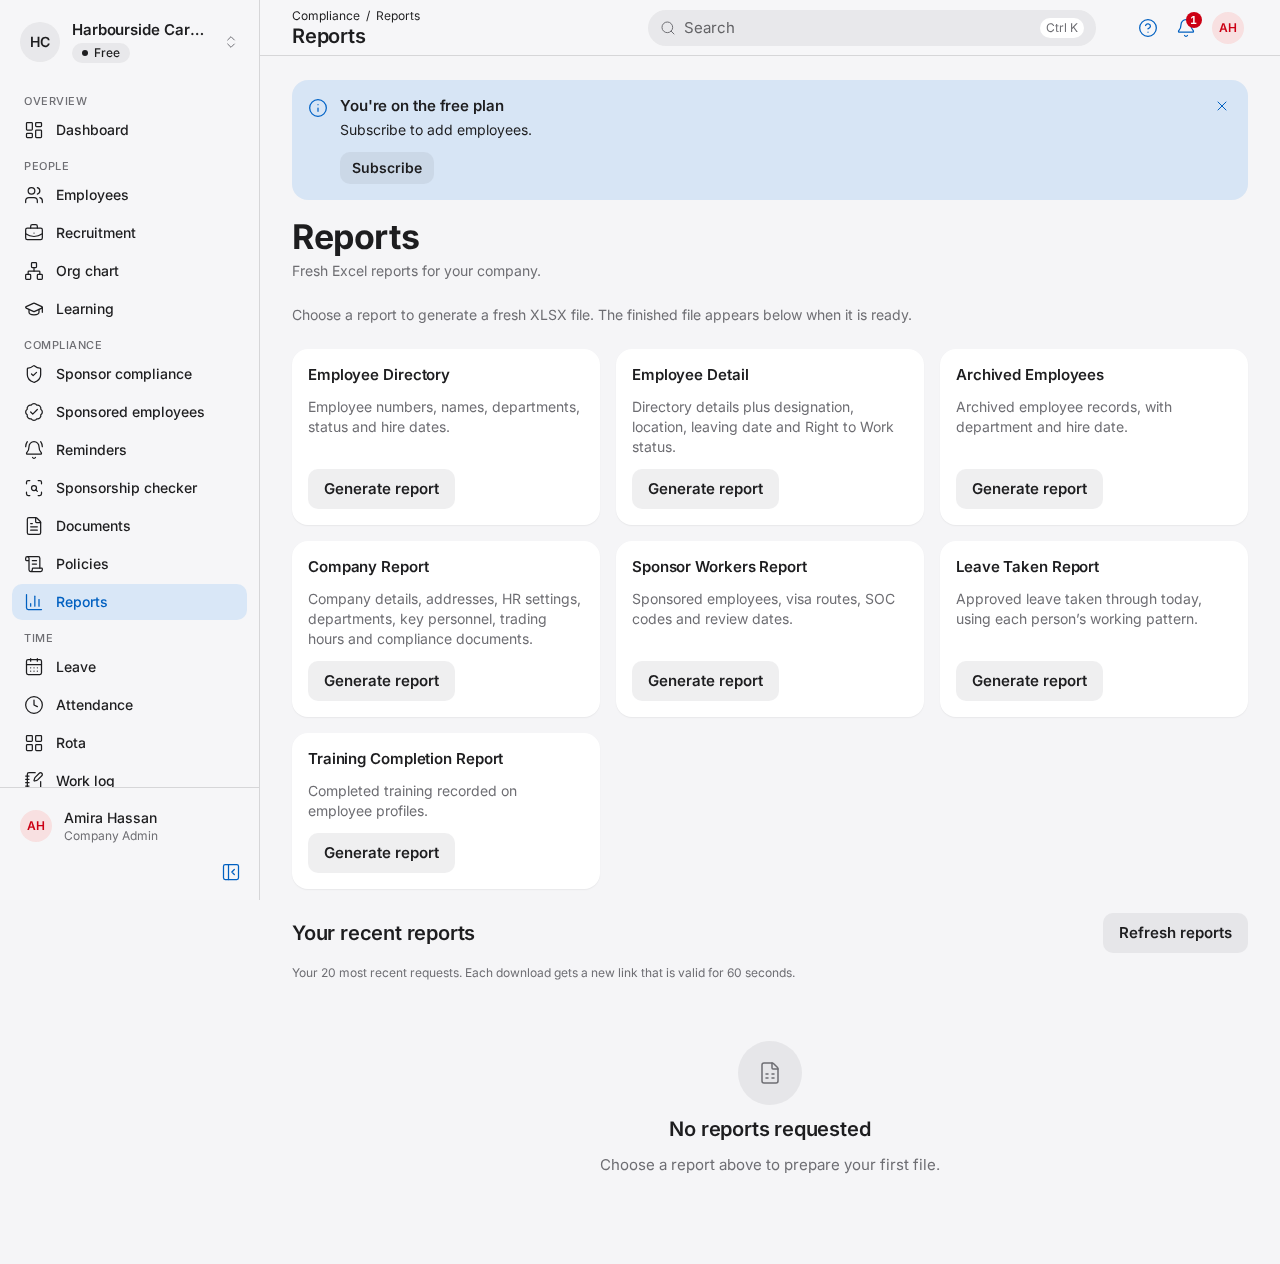 HC
Harbourside Car...
Free
OVERVIEW
Dashboard
PEOPLE
Employees
Recruitment
Org chart
Learning
COMPLIANCE
Sponsor compliance
Sponsored employees
Reminders
Sponsorship checker
Documents
Policies
Reports
TIME
Leave
Attendance
Rota
Work log
AH
Amira Hassan
Company Admin
Compliance / Reports
Reports
Search
Ctrl K
1
AH
You're on the free plan
Subscribe to add employees.
Subscribe
Reports
Fresh Excel reports for your company.
Choose a report to generate a fresh XLSX file. The finished file appears below when it is ready.
Employee Directory
Employee numbers, names, departments,
status and hire dates.
Generate report
Employee Detail
Directory details plus designation,
location, leaving date and Right to Work
status.
Generate report
Archived Employees
Archived employee records, with
department and hire date.
Generate report
Company Report
Company details, addresses, HR settings,
departments, key personnel, trading
hours and compliance documents.
Generate report
Sponsor Workers Report
Sponsored employees, visa routes, SOC
codes and review dates.
Generate report
Leave Taken Report
Approved leave taken through today,
using each person’s working pattern.
Generate report
Training Completion Report
Completed training recorded on
employee profiles.
Generate report
Your recent reports
Refresh reports
Your 20 most recent requests. Each download gets a new link that is valid for 60 seconds.
No reports requested
Choose a report above to prepare your first file.